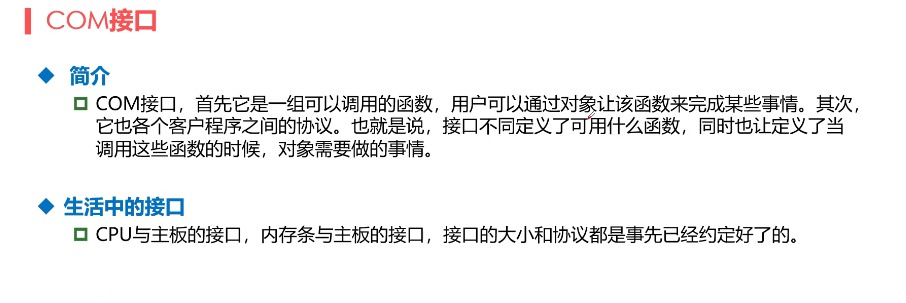 COM接口
简介
COM接口，首先它是一组可以调用的函数，用户可以通过对象让该函数来完成某些事情。其次，
它也各个客户程序之间的协议。也就是说，接口不同定义了可用什么函数，同时也让定义了当
调用这些函数的时候，对象需要做的事情。
生活中的接口
CPU与主板的接口，内存条与主板的接口，接口的大小和协议都是事先已经约定好了的。